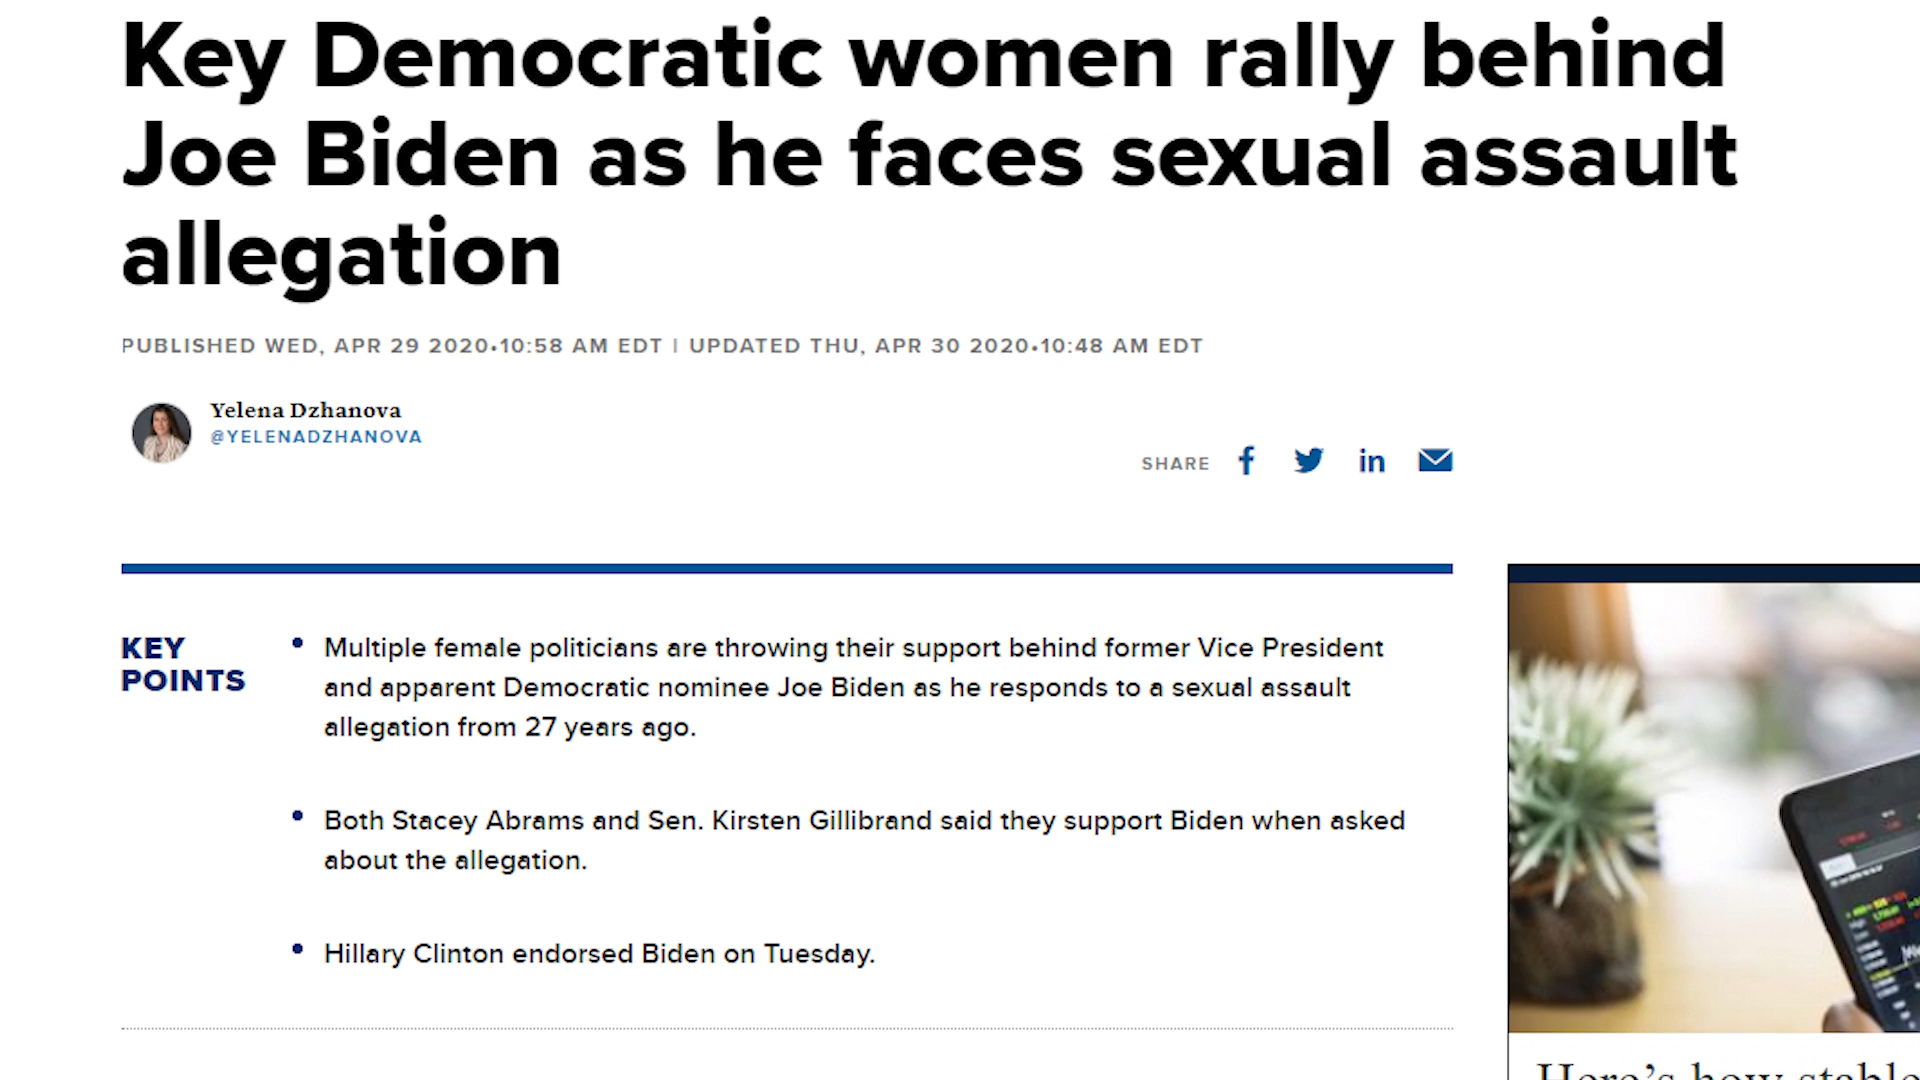 Key Democratic women rally behind
Joe Biden as he faces sexual assault
allegation
PUBLISHED WED, APR 29 2020•10:58 AM EDT | UPDATED THU, APR 30 2020•10:48 AM EDT
Yelena Dzhanova
@YELENADZHANOVA
SHARE
KEY
POINTS
• Multiple female politicians are throwing their support behind former Vice President
and apparent Democratic nominee Joe Biden as he responds to a sexual assault
allegation from 27 years ago.
• Both Stacey Abrams and Sen. Kirsten Gillibrand said they support Biden when asked
about the allegation.
• Hillary Clinton endorsed Biden on Tuesday.
Here's how stable